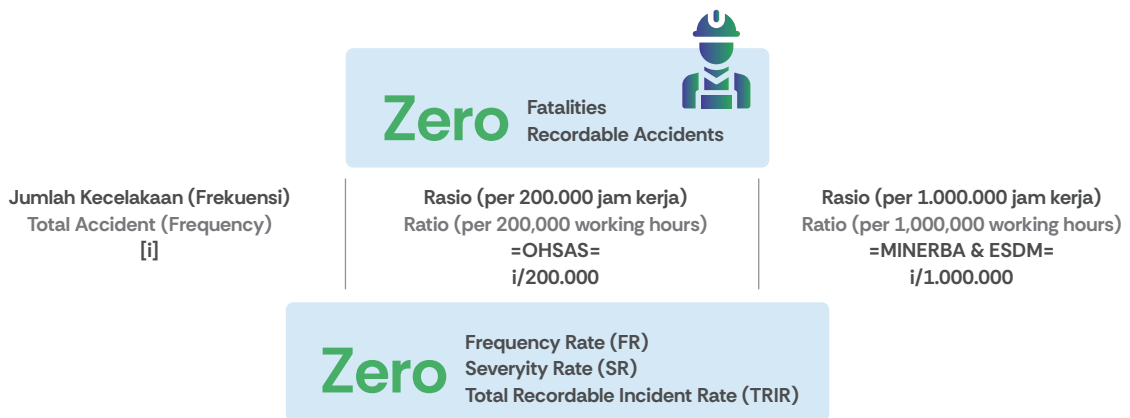 Zero
Fatalities
Recordable Accidents
Jumlah Kecelakaan (Frekuensi)
Total Accident (Frequency)
[i]
Rasio (per 200.000 jam kerja)
Ratio (per 200,000 working hours)
=OHSAS=
i/200.000
Rasio (per 1.000.000 jam kerja)
Ratio (per 1,000,000 working hours)
=MINERBA & ESDM=
i/1.000.000
Zero
Frequency Rate (FR)
Severyity Rate (SR)
Total Recordable Incident Rate (TRIR)